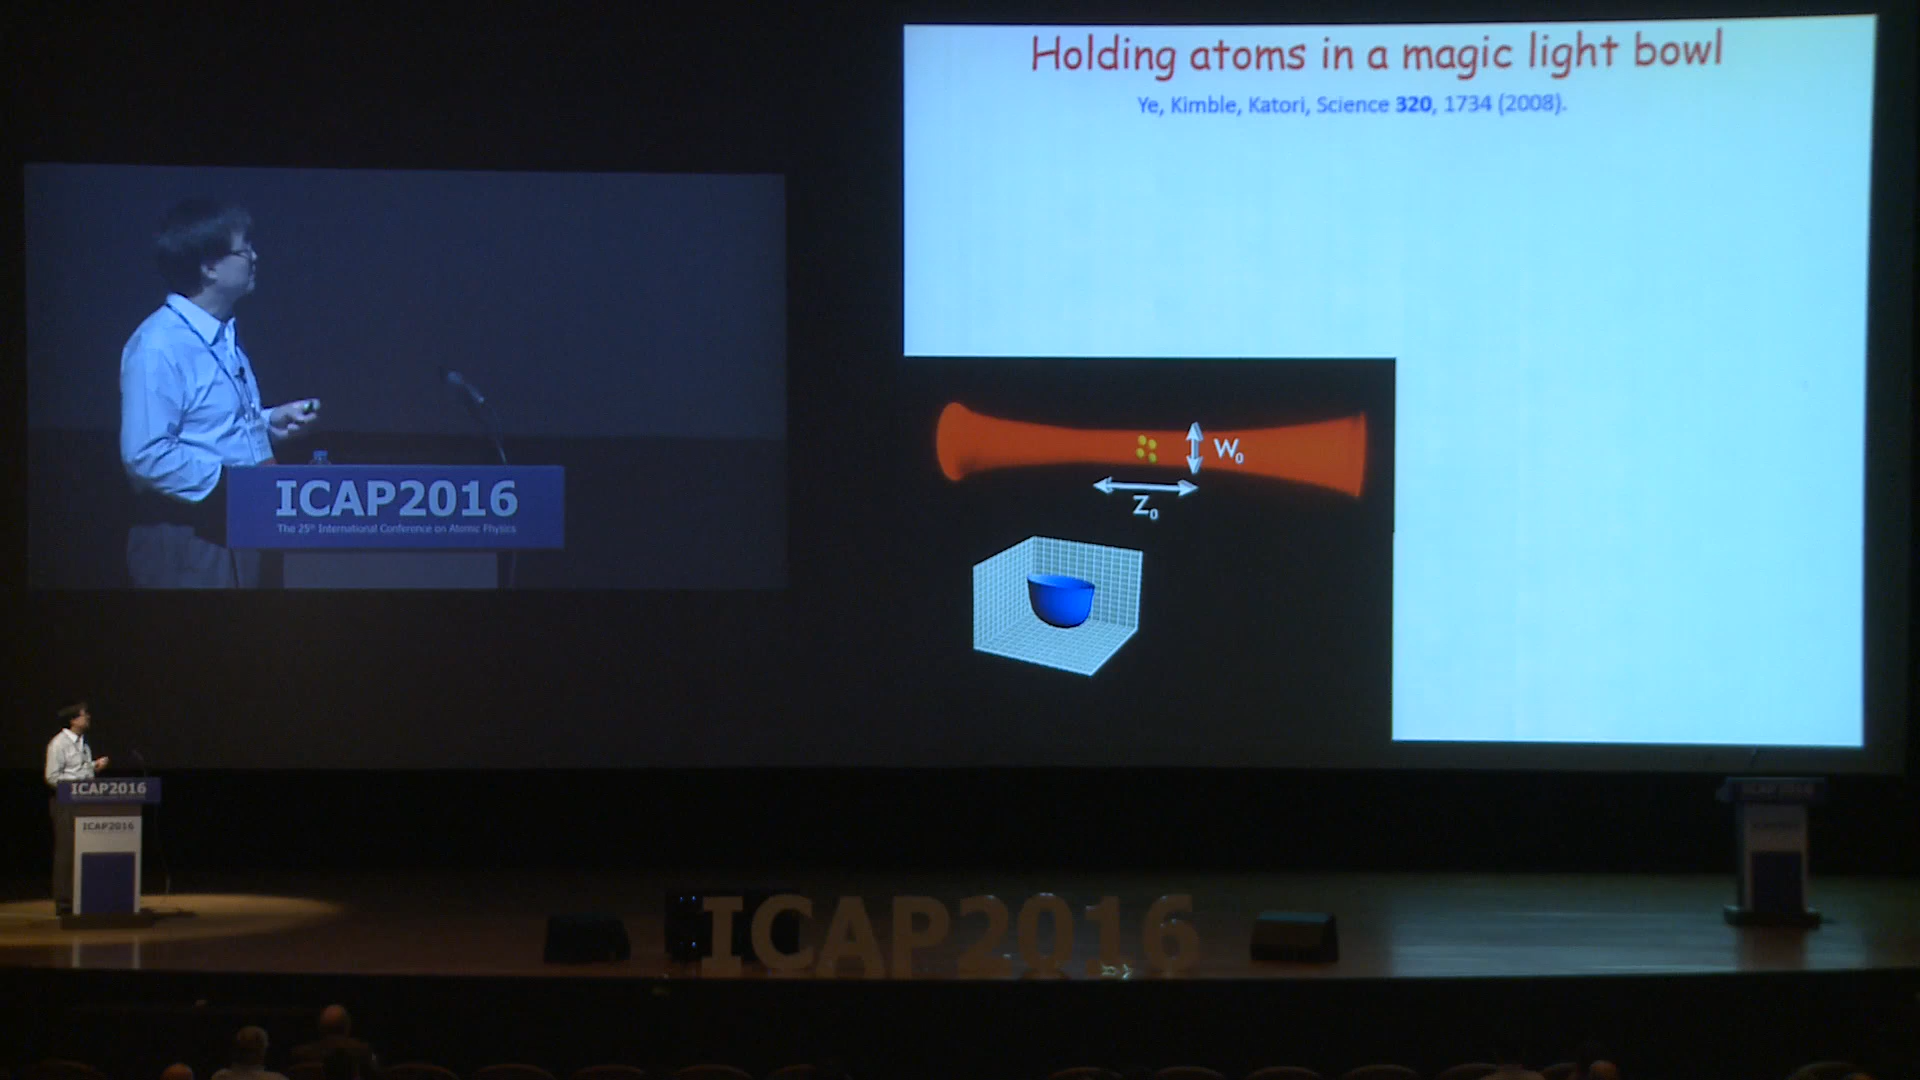 Holding atoms in a magic light bowl
Ye, Kimble, Katori, Science 320, 1734 (2008).
W₀
Z₀
ICAP2016
The 25th International Conference on Atomic Physics
ICAP2016
ICAP2016
ICAP2016
ICAP2016